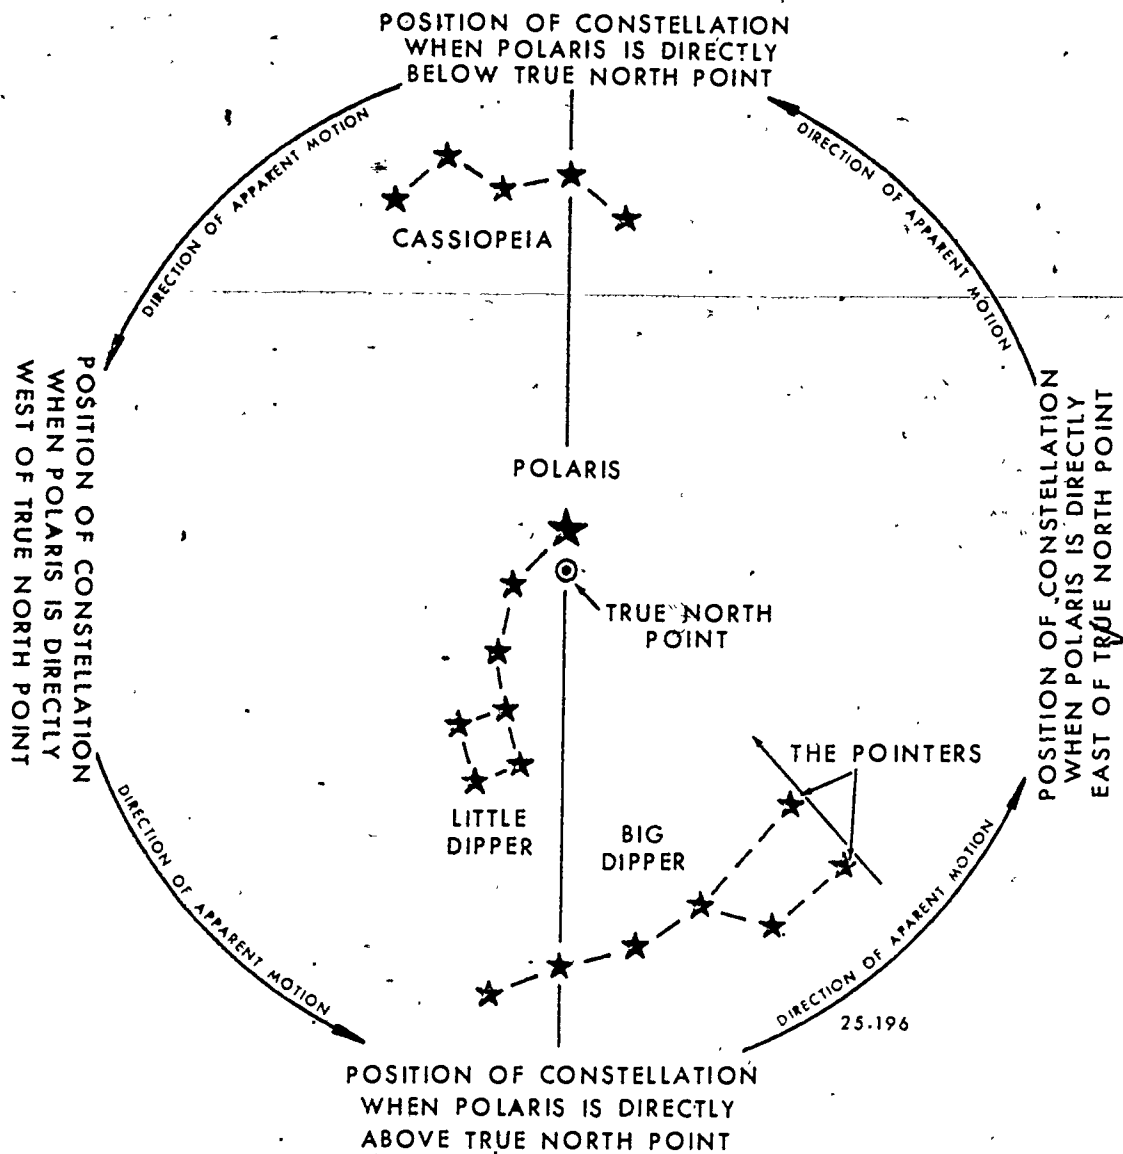 POSITION OF CONSTELLATION
WHEN POLARIS IS DIRECTLY
BELOW TRUE NORTH POINT
DIRECTION OF APPARENT MOTION
DIRECTION OF APPARENT MOTION
CASSIOPEIA
POSITION OF CONSTELLATION
WHEN POLARIS IS DIRECTLY
WEST OF TRUE NORTH POINT
POLARIS
TRUE NORTH
POINT
POSITION OF CONSTELLATION
WHEN POLARIS IS DIRECTLY
EAST OF TRUE NORTH POINT
THE POINTERS
LITTLE
DIPPER
BIG
DIPPER
DIRECTION OF APPARENT MOTION
DIRECTION OF APPARENT MOTION
25.196
POSITION OF CONSTELLATION
WHEN POLARIS IS DIRECTLY
ABOVE TRUE NORTH POINT